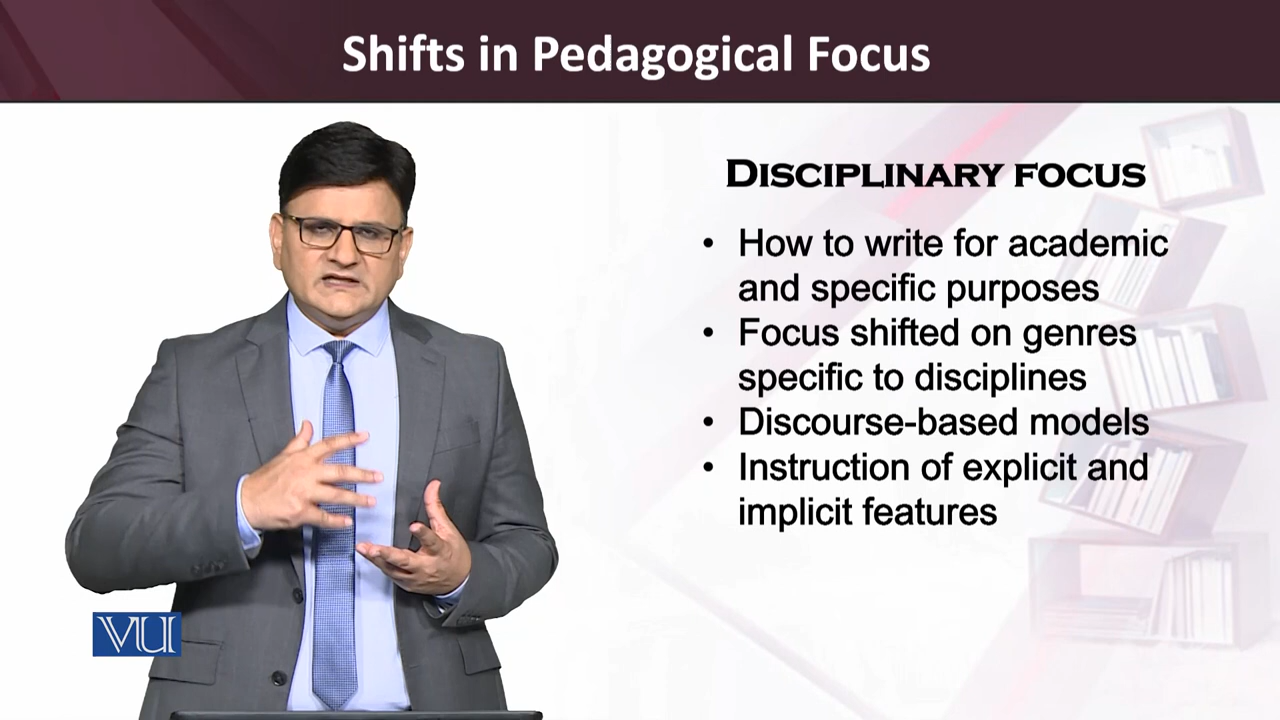 Shifts in Pedagogical Focus
DISCIPLINARY FOCUS
• How to write for academic
and specific purposes
• Focus shifted on genres
specific to disciplines
• Discourse-based models
• Instruction of explicit and
implicit features
VU